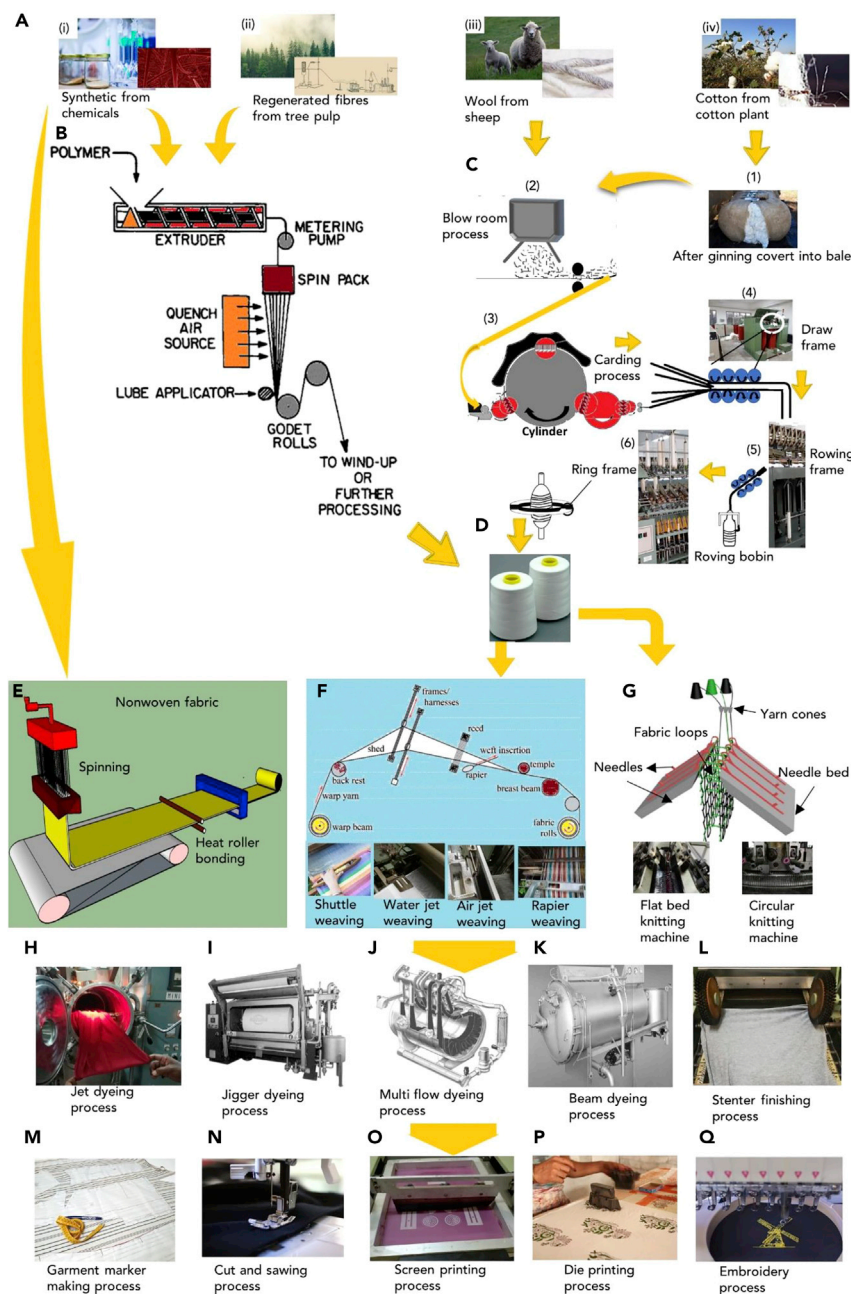 A
(i)
Synthetic from
chemicals
(ii)
Regenerated fibres
from tree pulp
(iii)
Wool from
sheep
(iv)
Cotton from
cotton plant
B
POLYMER
EXTRUDER
METERING
PUMP
SPIN PACK
QUENCH
AIR
SOURCE
LUBE APPLICATOR
GODET
ROLLS
TO WIND-UP
OR
FURTHER
PROCESSING
C
(1)
After ginning covert into bale
(2)
Blow room
process
(3)
Carding
process
Cylinder
(4)
Draw
frame
(5)
Rowing
frame
Roving bobin
(6)
Ring frame
D
E
Nonwoven fabric
Spinning
Heat roller
bonding
F
frames/
harnesses
shed
reed
weft insertion
back rest
rapier
temple
warp yarn
breast beam
warp beam
fabric
rolls
Shuttle
weaving
Water jet
weaving
Air jet
weaving
Rapier
weaving
G
Yarn cones
Fabric loops
Needles
Needle bed
Flat bed
knitting
machine
Circular
knitting
machine
H
Jet dyeing
process
I
Jigger dyeing
process
J
Multi flow dyeing
process
K
Beam dyeing
process
L
Stenter finishing
process
M
Garment marker
making process
N
Cut and sawing
process
O
Screen printing
process
P
Die printing
process
Q
Embroidery
process